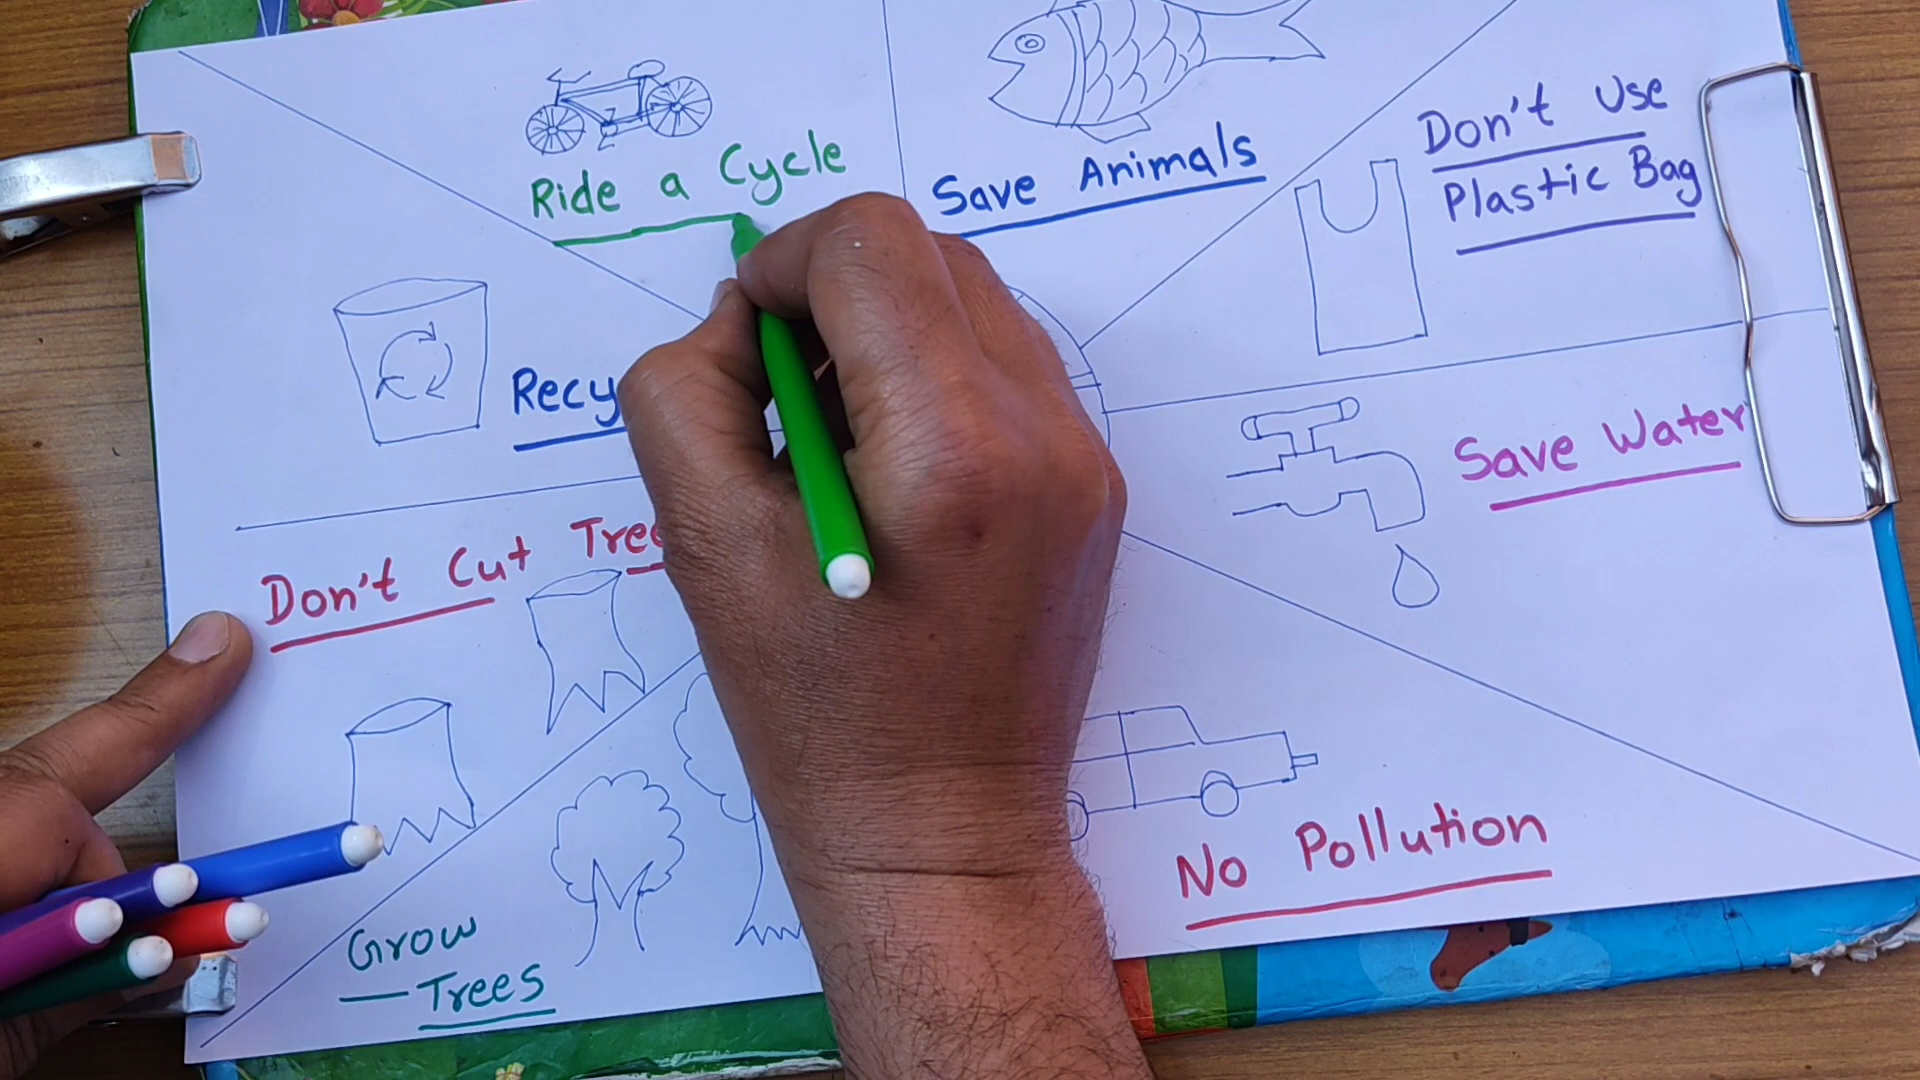 Ride a Cycle
Save Animals
Don't Use
Plastic Bag
Save Water
No Pollution
Grow
Trees
Don't Cut